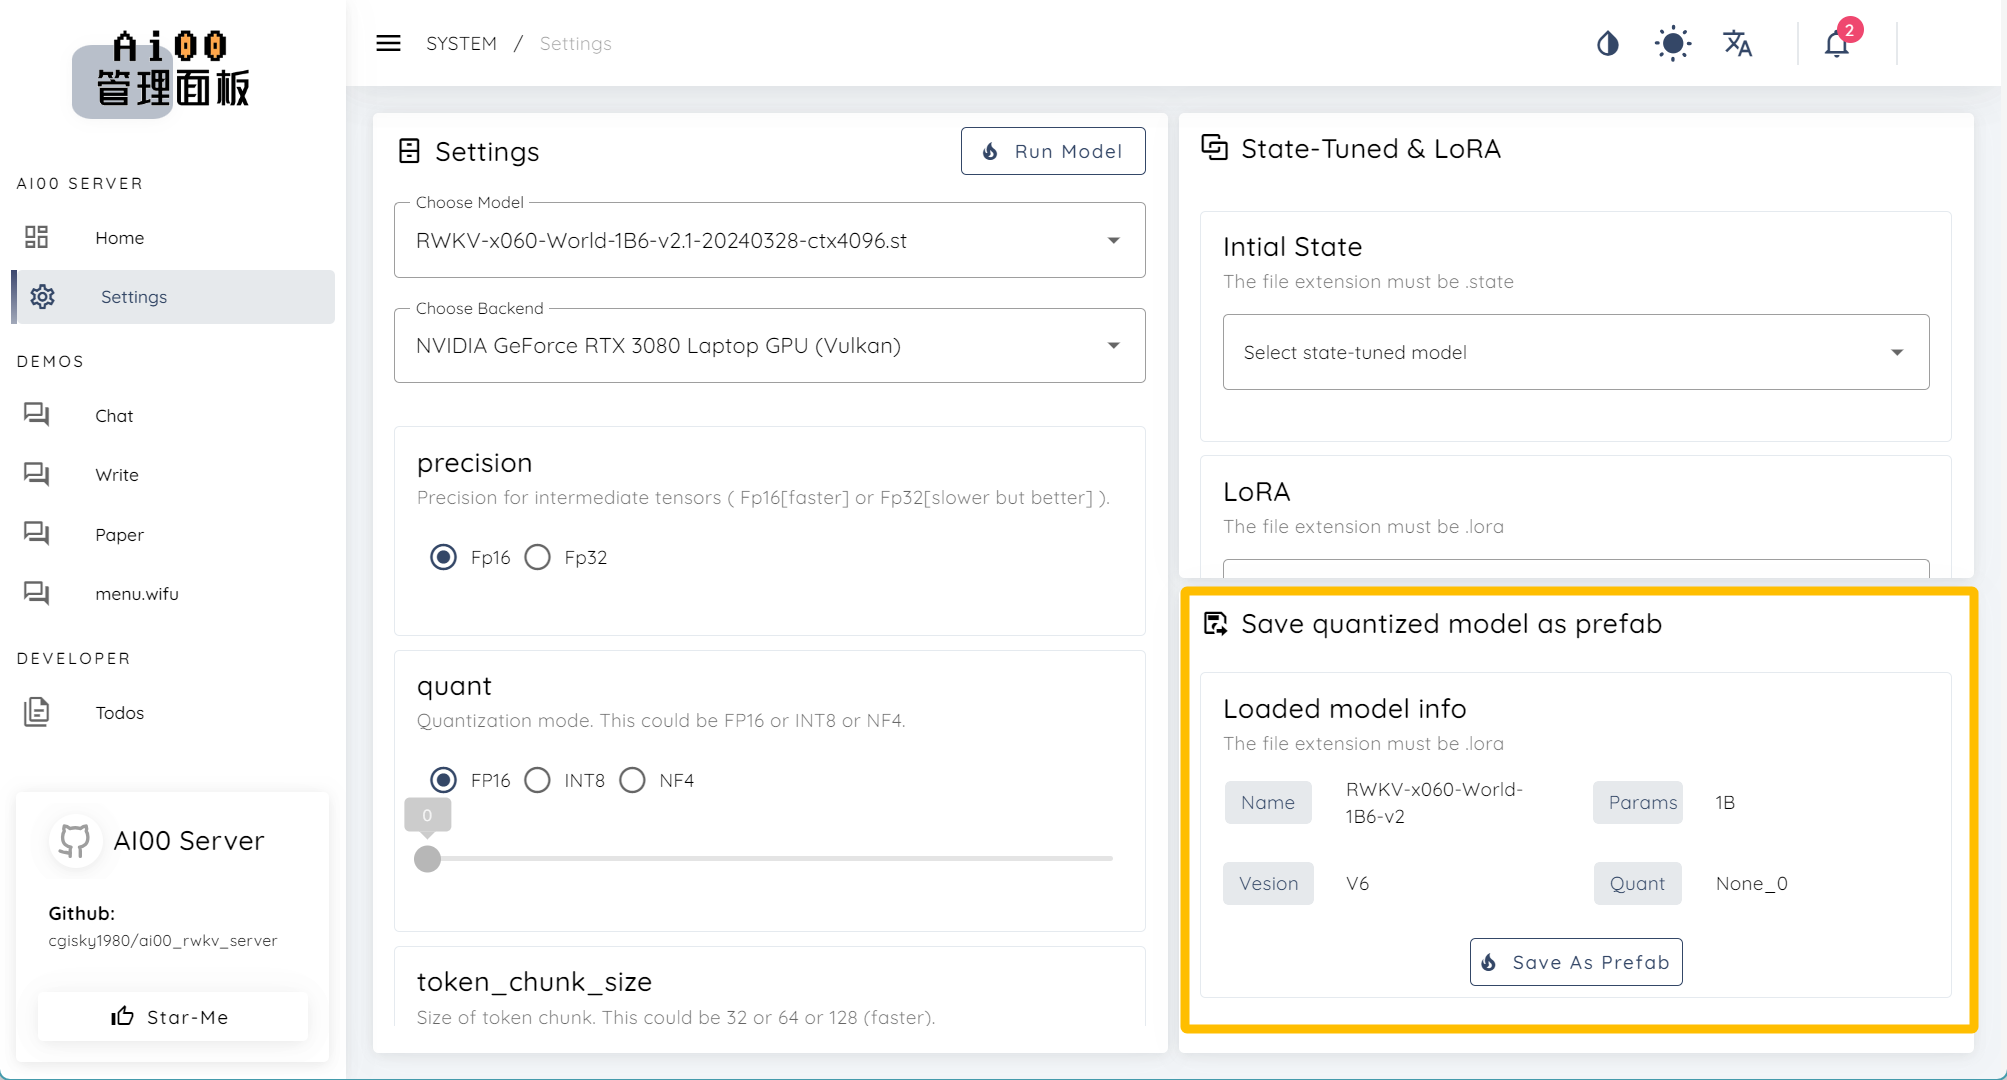 Ai00
管理面板
AI00 SERVER
Home
Settings
DEMOS
Chat
Write
Paper
menu.wifu
DEVELOPER
Todos
AI00 Server
Github:
cgisky1980/ai00_rwkv_server
Star-Me
SYSTEM / Settings
2
Settings
Run Model
Choose Model
RWKV-x060-World-1B6-v2.1-20240328-ctx4096.st
Choose Backend
NVIDIA GeForce RTX 3080 Laptop GPU (Vulkan)
precision
Precision for intermediate tensors ( Fp16[faster] or Fp32[slower but better] ).
Fp16 Fp32
quant
Quantization mode. This could be FP16 or INT8 or NF4.
FP16 INT8 NF4
0
token_chunk_size
Size of token chunk. This could be 32 or 64 or 128 (faster).
State-Tuned & LoRA
Intial State
The file extension must be .state
Select state-tuned model
LoRA
The file extension must be .lora
Save quantized model as prefab
Loaded model info
The file extension must be .lora
Name RWKV-x060-World-
1B6-v2
Params 1B
Vesion V6
Quant None_0
Save As Prefab